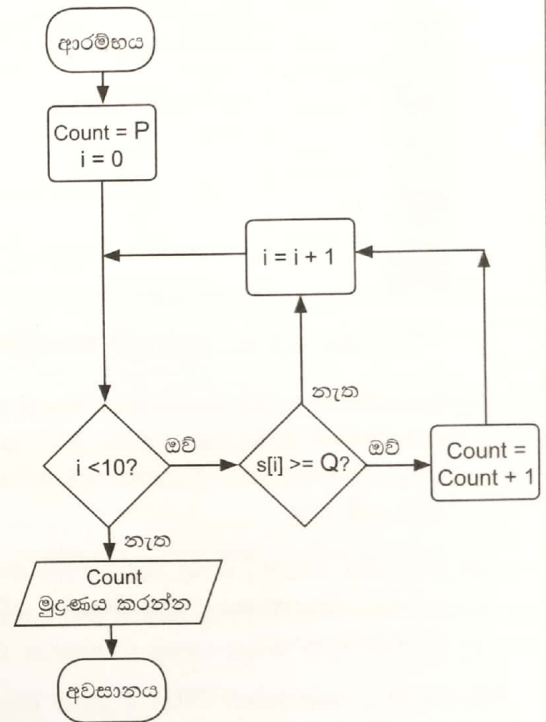 ආරම්භය
Count = P
i = 0
i = i + 1
නැත
i <10?
ඔව්
s[i] >= Q?
ඔව්
Count =
Count + 1
නැත
Count
මුද්‍රණය කරන්න
අවසානය